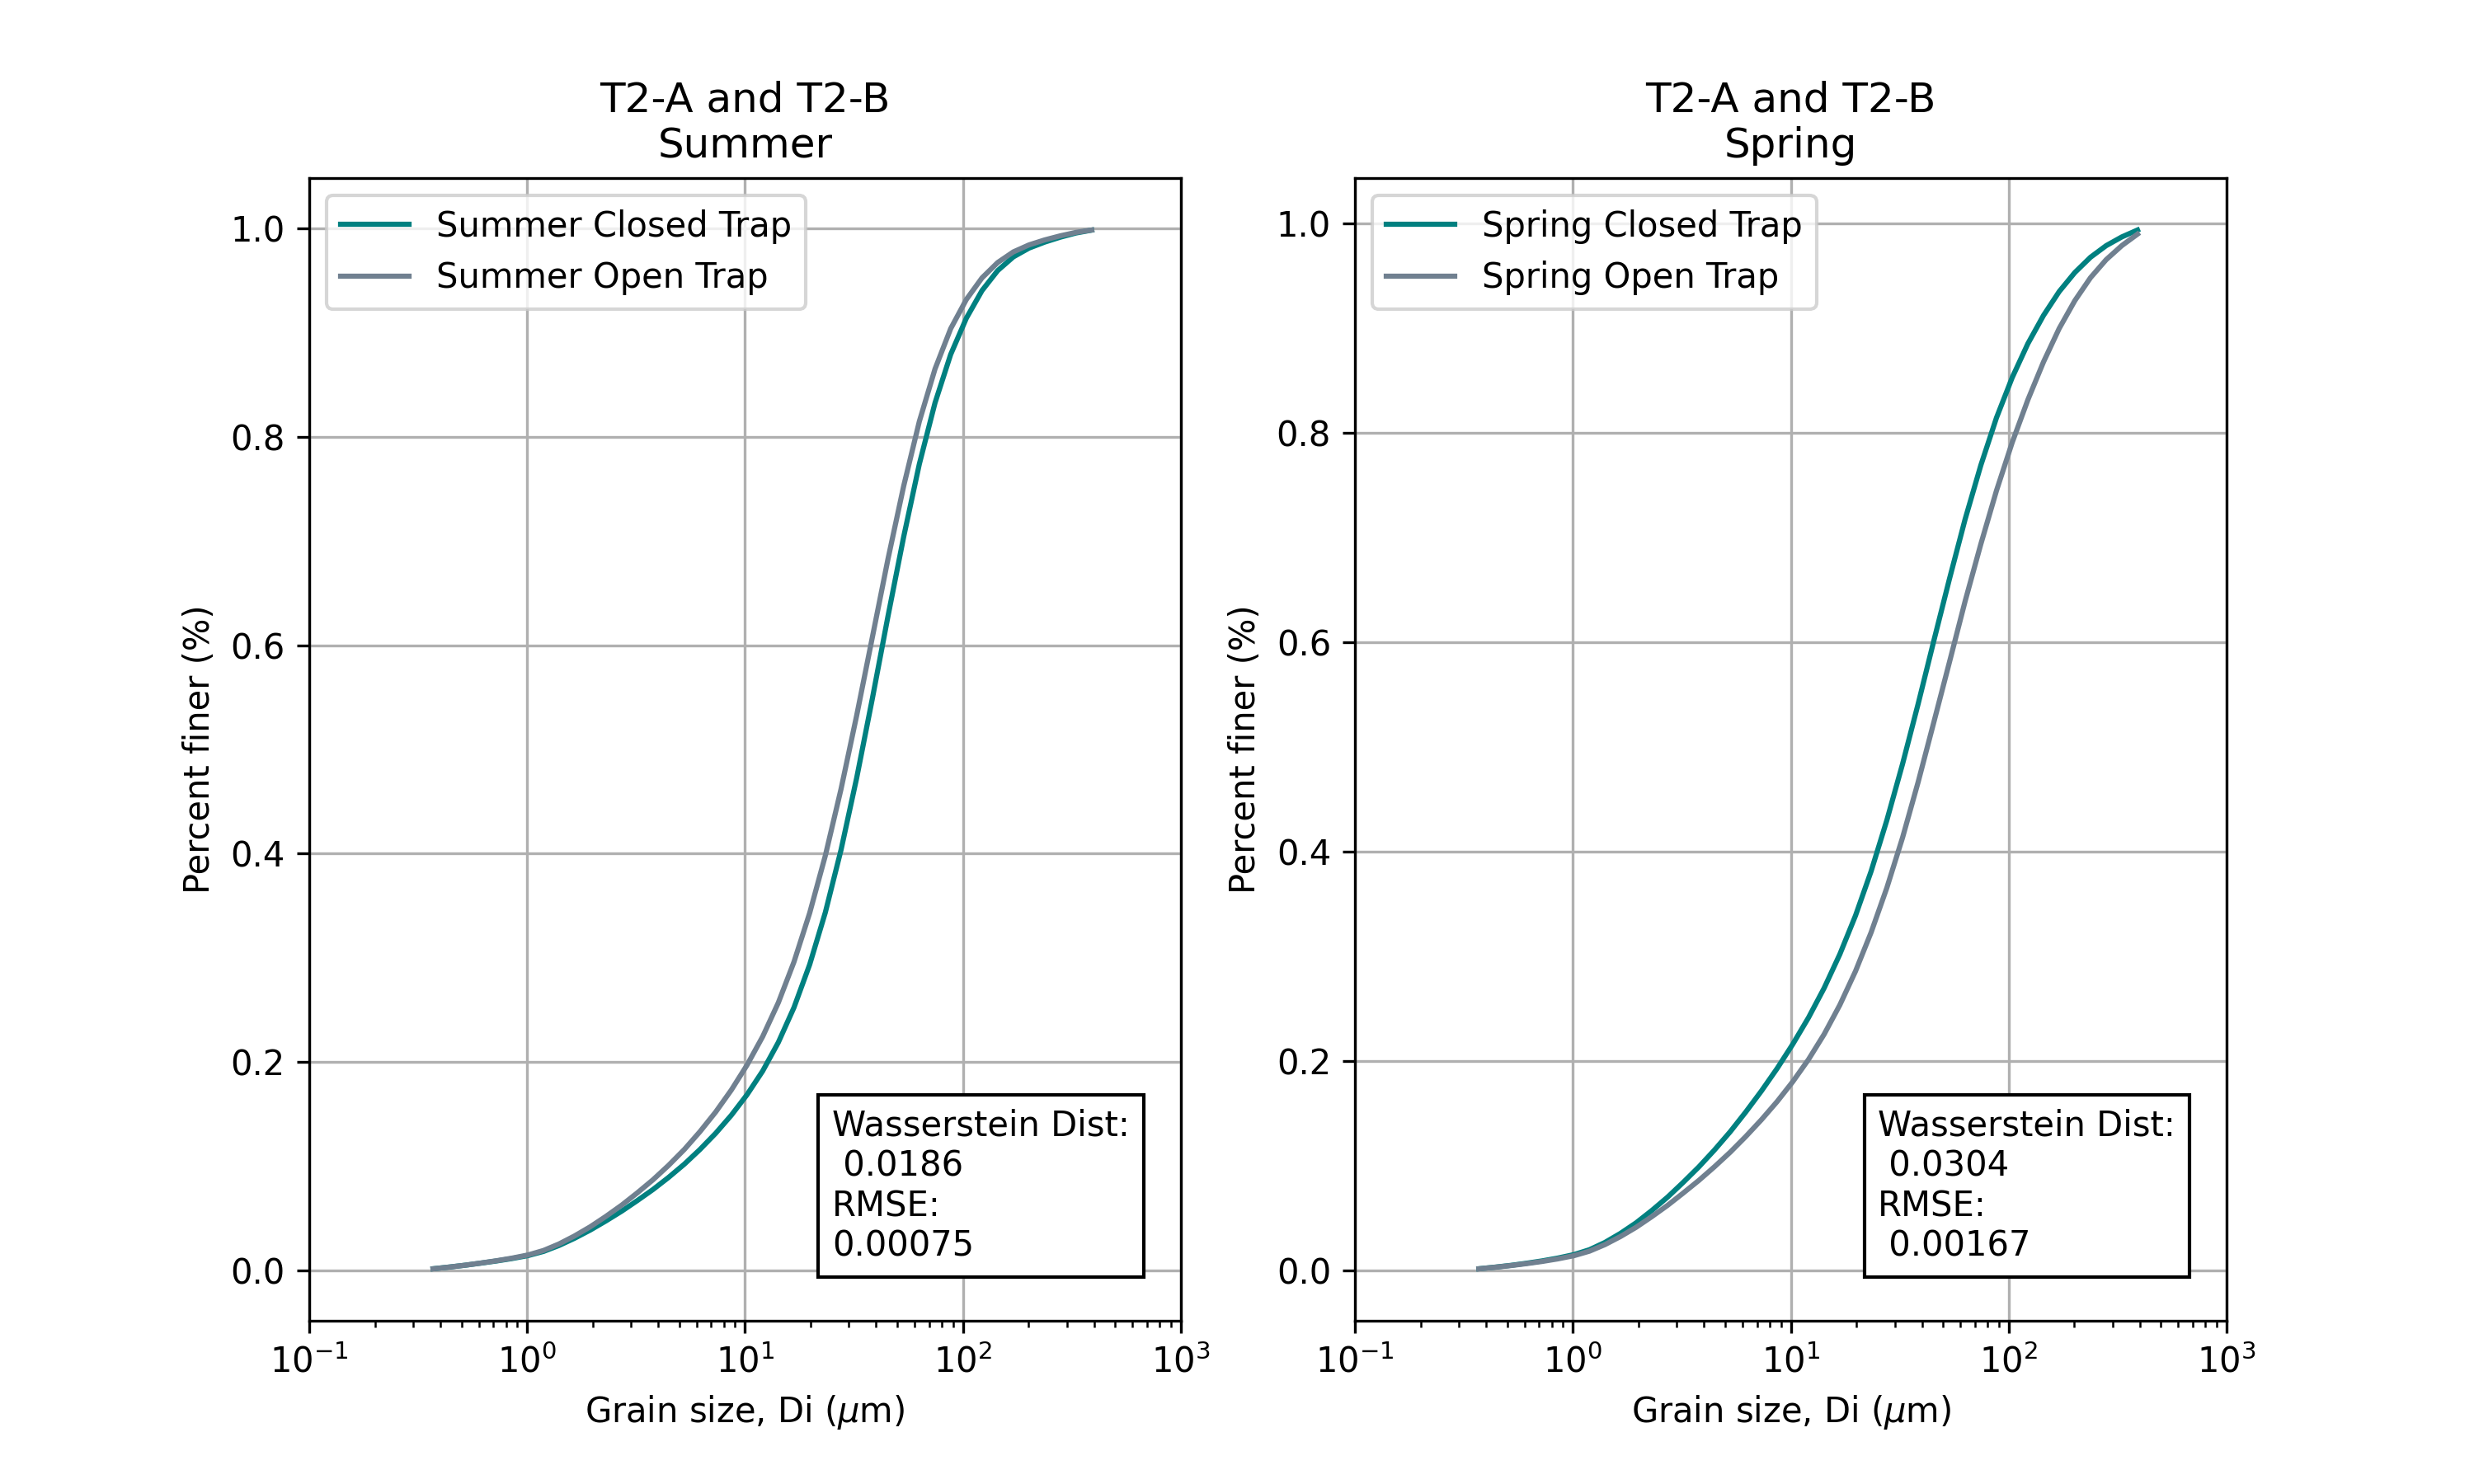 T2-A and T2-B
Summer
Summer Closed Trap
Summer Open Trap
1.0
0.8
0.6
0.4
0.2
0.0
Percent finer (%)
Wasserstein Dist:
0.0186
RMSE:
0.00075
10⁻¹ 10⁰ 10¹ 10² 10³
Grain size, Di (μm)
T2-A and T2-B
Spring
Spring Closed Trap
Spring Open Trap
1.0
0.8
0.6
0.4
0.2
0.0
Percent finer (%)
Wasserstein Dist:
0.0304
RMSE:
0.00167
10⁻¹ 10⁰ 10¹ 10² 10³
Grain size, Di (μm)